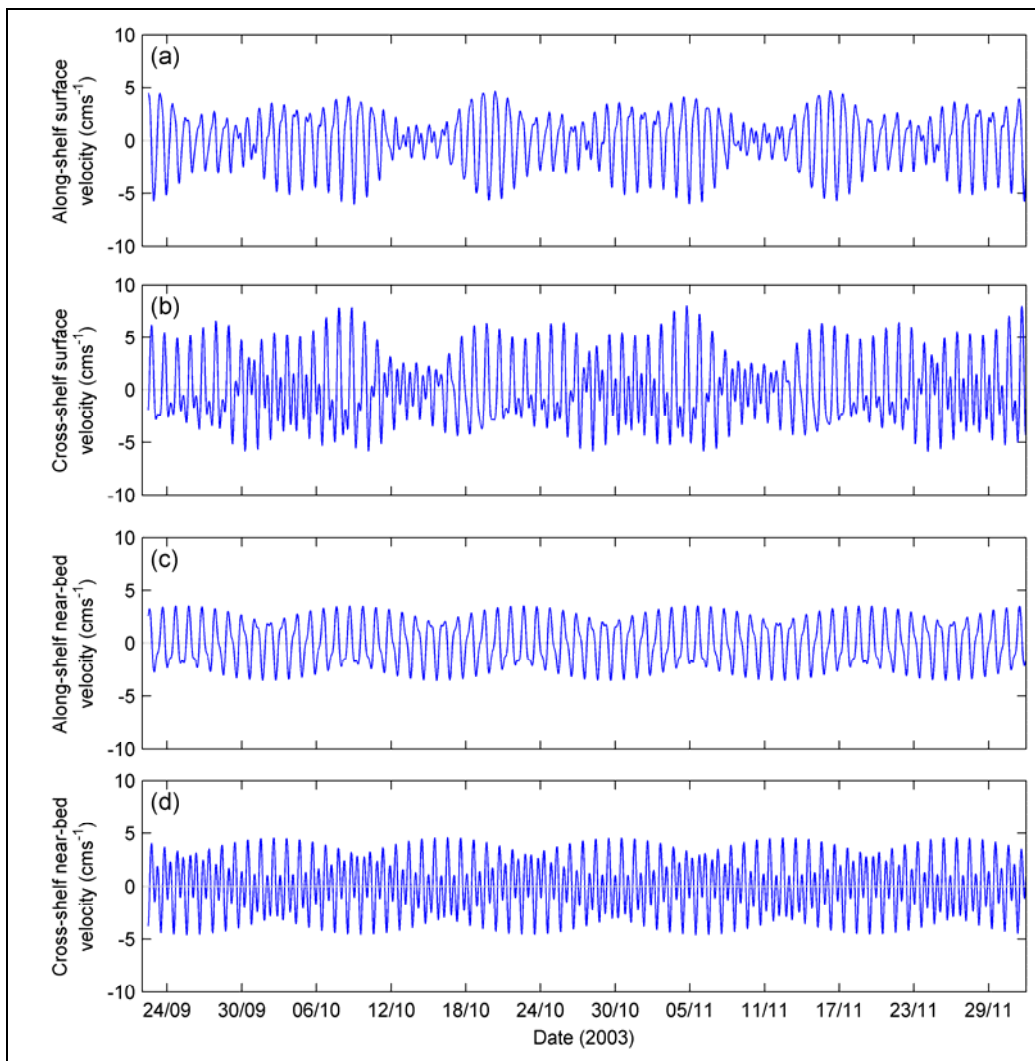 (a)
Along-shelf surface
velocity (cms⁻¹)
10
5
0
-5
-10
(b)
Cross-shelf surface
velocity (cms⁻¹)
10
5
0
-5
-10
(c)
Along-shelf near-bed
velocity (cms⁻¹)
10
5
0
-5
-10
(d)
Cross-shelf near-bed
velocity (cms⁻¹)
10
5
0
-5
-10
24/09 30/09 06/10 12/10 18/10 24/10 30/10 05/11 11/11 17/11 23/11 29/11
Date (2003)